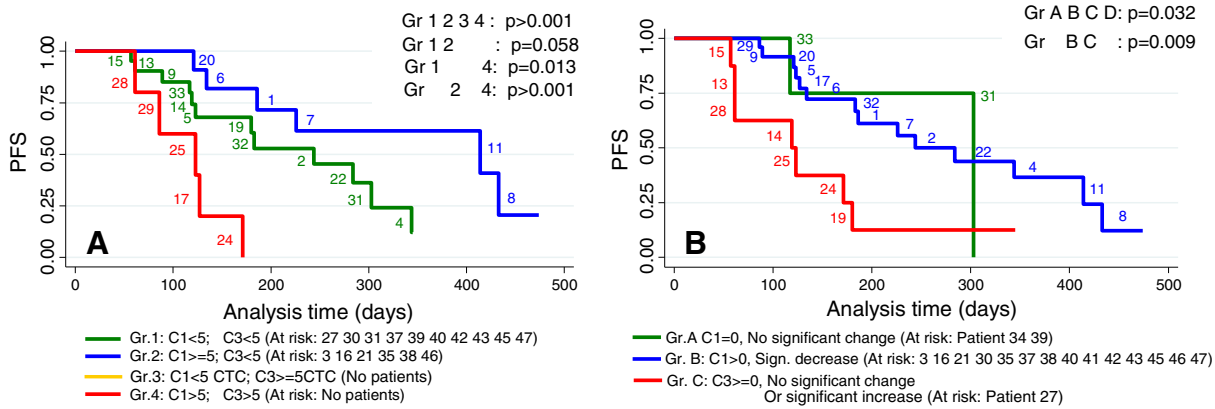 Gr 1 2 3 4 : p>0.001
Gr 1 2 : p=0.058
Gr 1 4: p=0.013
Gr 2 4: p>0.001
PFS
1.00
0.75
0.50
0.25
0.00
15
13
9
33
14
5
19
32
2
22
31
4
20
6
1
7
11
8
28
29
25
17
24
A
0 100 200 300 400 500
Analysis time (days)
Gr.1: C1<5; C3<5 (At risk: 27 30 31 37 39 40 42 43 45 47)
Gr.2: C1>=5; C3<5 (At risk: 3 16 21 35 38 46)
Gr.3: C1<5 CTC; C3>=5CTC (No patients)
Gr.4: C1>5; C3>5 (At risk: No patients)
Gr A B C D: p=0.032
Gr B C : p=0.009
PFS
1.00
0.75
0.50
0.25
0.00
33
31
29
9
20
5
17
6
32
1
7
2
22
4
11
8
15
13
28
14
25
24
19
B
0 100 200 300 400 500
Analysis time (days)
Gr.A C1=0, No significant change (At risk: Patient 34 39)
Gr. B: C1>0, Sign. decrease (At risk: 3 16 21 30 35 37 38 40 41 42 43 45 46 47)
Gr. C: C3>=0, No significant change
Or significant increase (At risk: Patient 27)